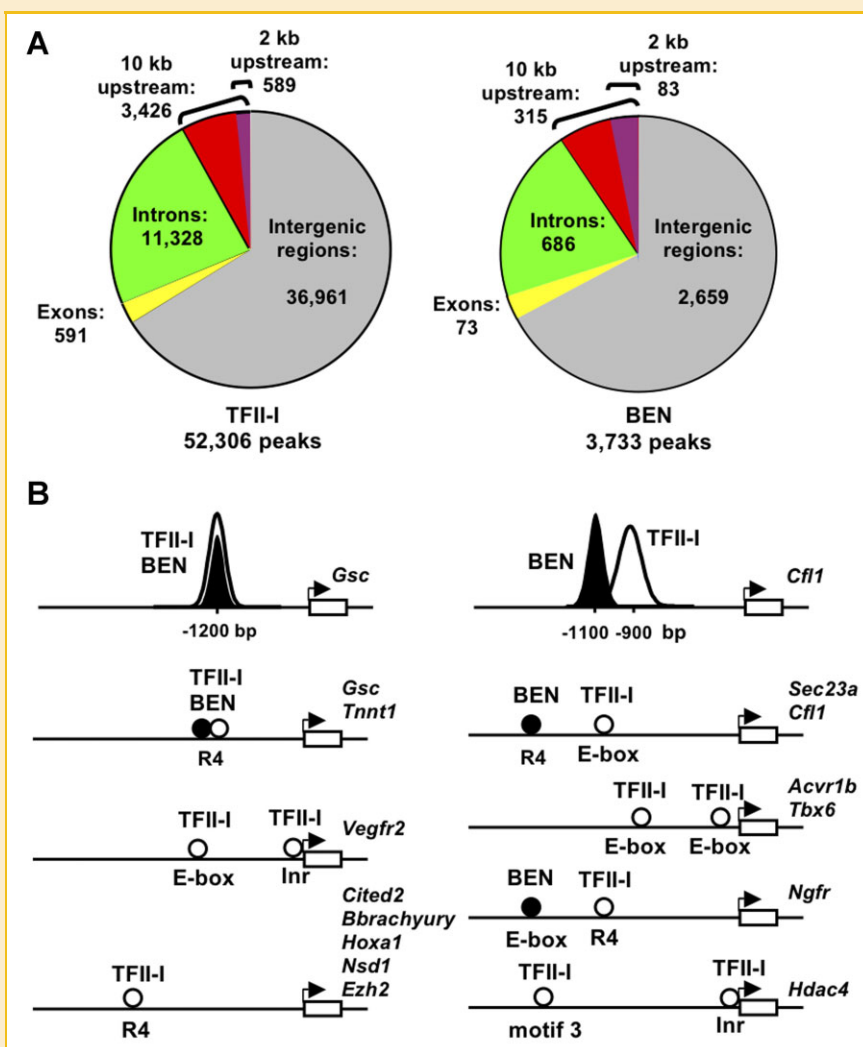 A
10 kb
upstream:
3,426
2 kb
upstream:
589
Introns:
11,328
Intergenic
regions:
36,961
Exons:
591
TFII-I
52,306 peaks
10 kb
upstream:
315
2 kb
upstream:
83
Introns:
686
Intergenic
regions:
2,659
Exons:
73
BEN
3,733 peaks
B
TFII-I
BEN
Gsc
-1200 bp
BEN
TFII-I
Cfl1
-1100 -900 bp
TFII-I
BEN
Gsc
Tnnt1
R4
BEN TFII-I
Sec23a
Cfl1
R4 E-box
TFII-I TFII-I
Vegfr2
E-box Inr
TFII-I TFII-I
Acvr1b
Tbx6
E-box E-box
BEN TFII-I
Ngfr
E-box R4
Cited2
Bbrachyury
Hoxa1
Nsd1
Ezh2
TFII-I
R4
TFII-I TFII-I
Hdac4
motif 3 Inr